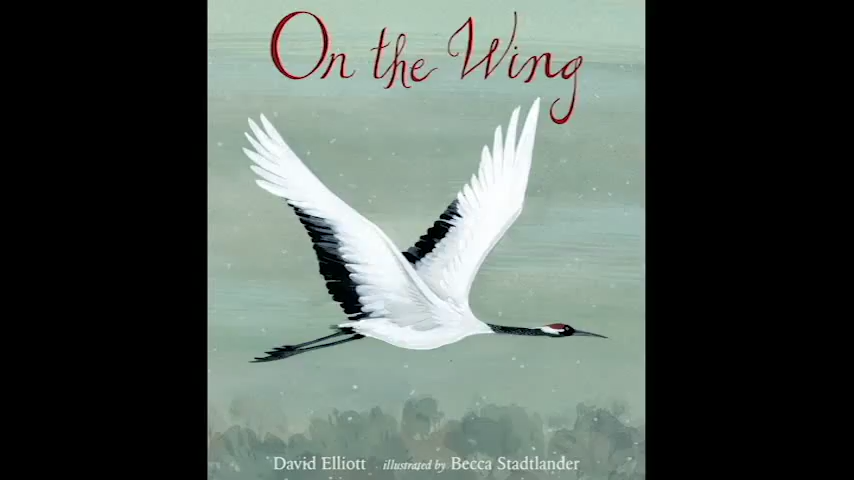 On the Wing
David Elliott illustrated by Becca Stadtlander